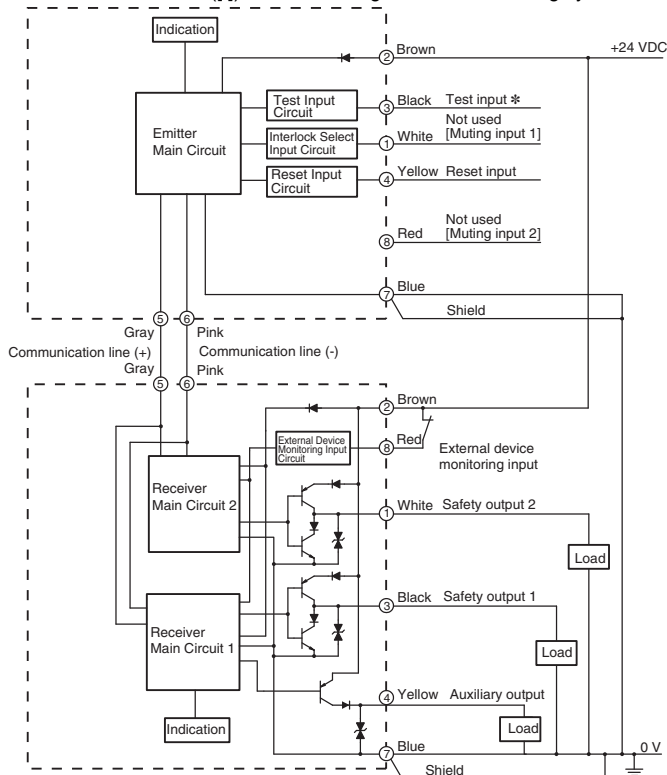 Indication
2 Brown +24 VDC
Emitter
Main Circuit
Test Input
Circuit
3 Black Test input *
Interlock Select
Input Circuit
1 White Not used
[Muting input 1]
Reset Input
Circuit
4 Yellow Reset input
8 Red Not used
[Muting input 2]
7 Blue
Shield
5 6
Gray Pink
Communication line (+) Communication line (-)
Gray Pink
5 6
2 Brown
External Device
Monitoring Input
Circuit
8 Red
External device
monitoring input
Receiver
Main Circuit 2
1 White Safety output 2
Load
3 Black Safety output 1
Receiver
Main Circuit 1
Load
4 Yellow Auxiliary output
Indication
Load
7 Blue 0 V
Shield